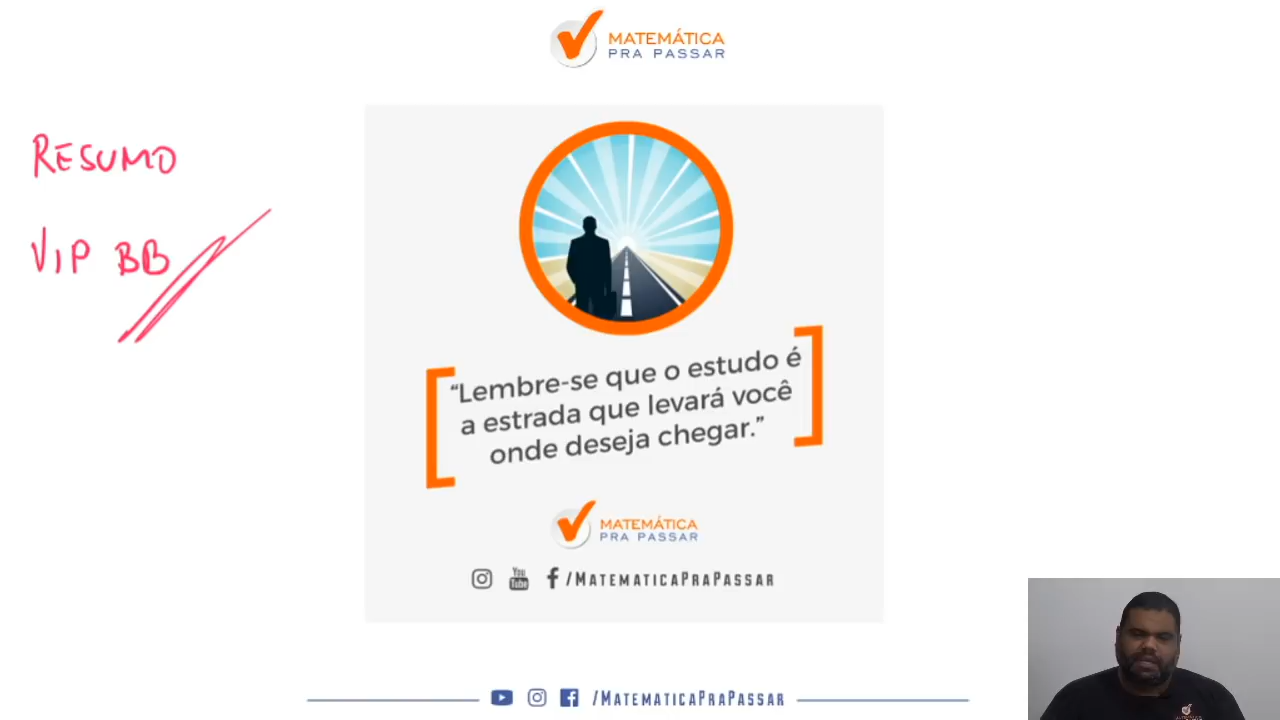 MATEMÁTICA
PRA PASSAR
RESUMO
VIP BB
“Lembre-se que o estudo é
a estrada que levará você
onde deseja chegar.”
MATEMÁTICA
PRA PASSAR
You
Tube
/MATEMATICAPRAPASSAR
/MATEMATICAPRAPASSAR